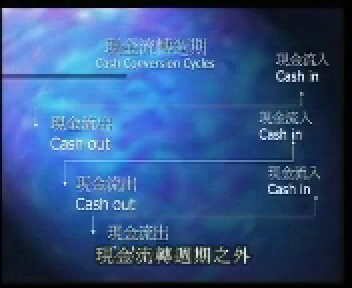 現金流轉週期
Cash Conversion Cycles
現金流入
Cash in
現金流出
Cash out
現金流入
Cash in
現金流出
Cash out
現金流入
Cash in
現金流出
現金流轉週期之外